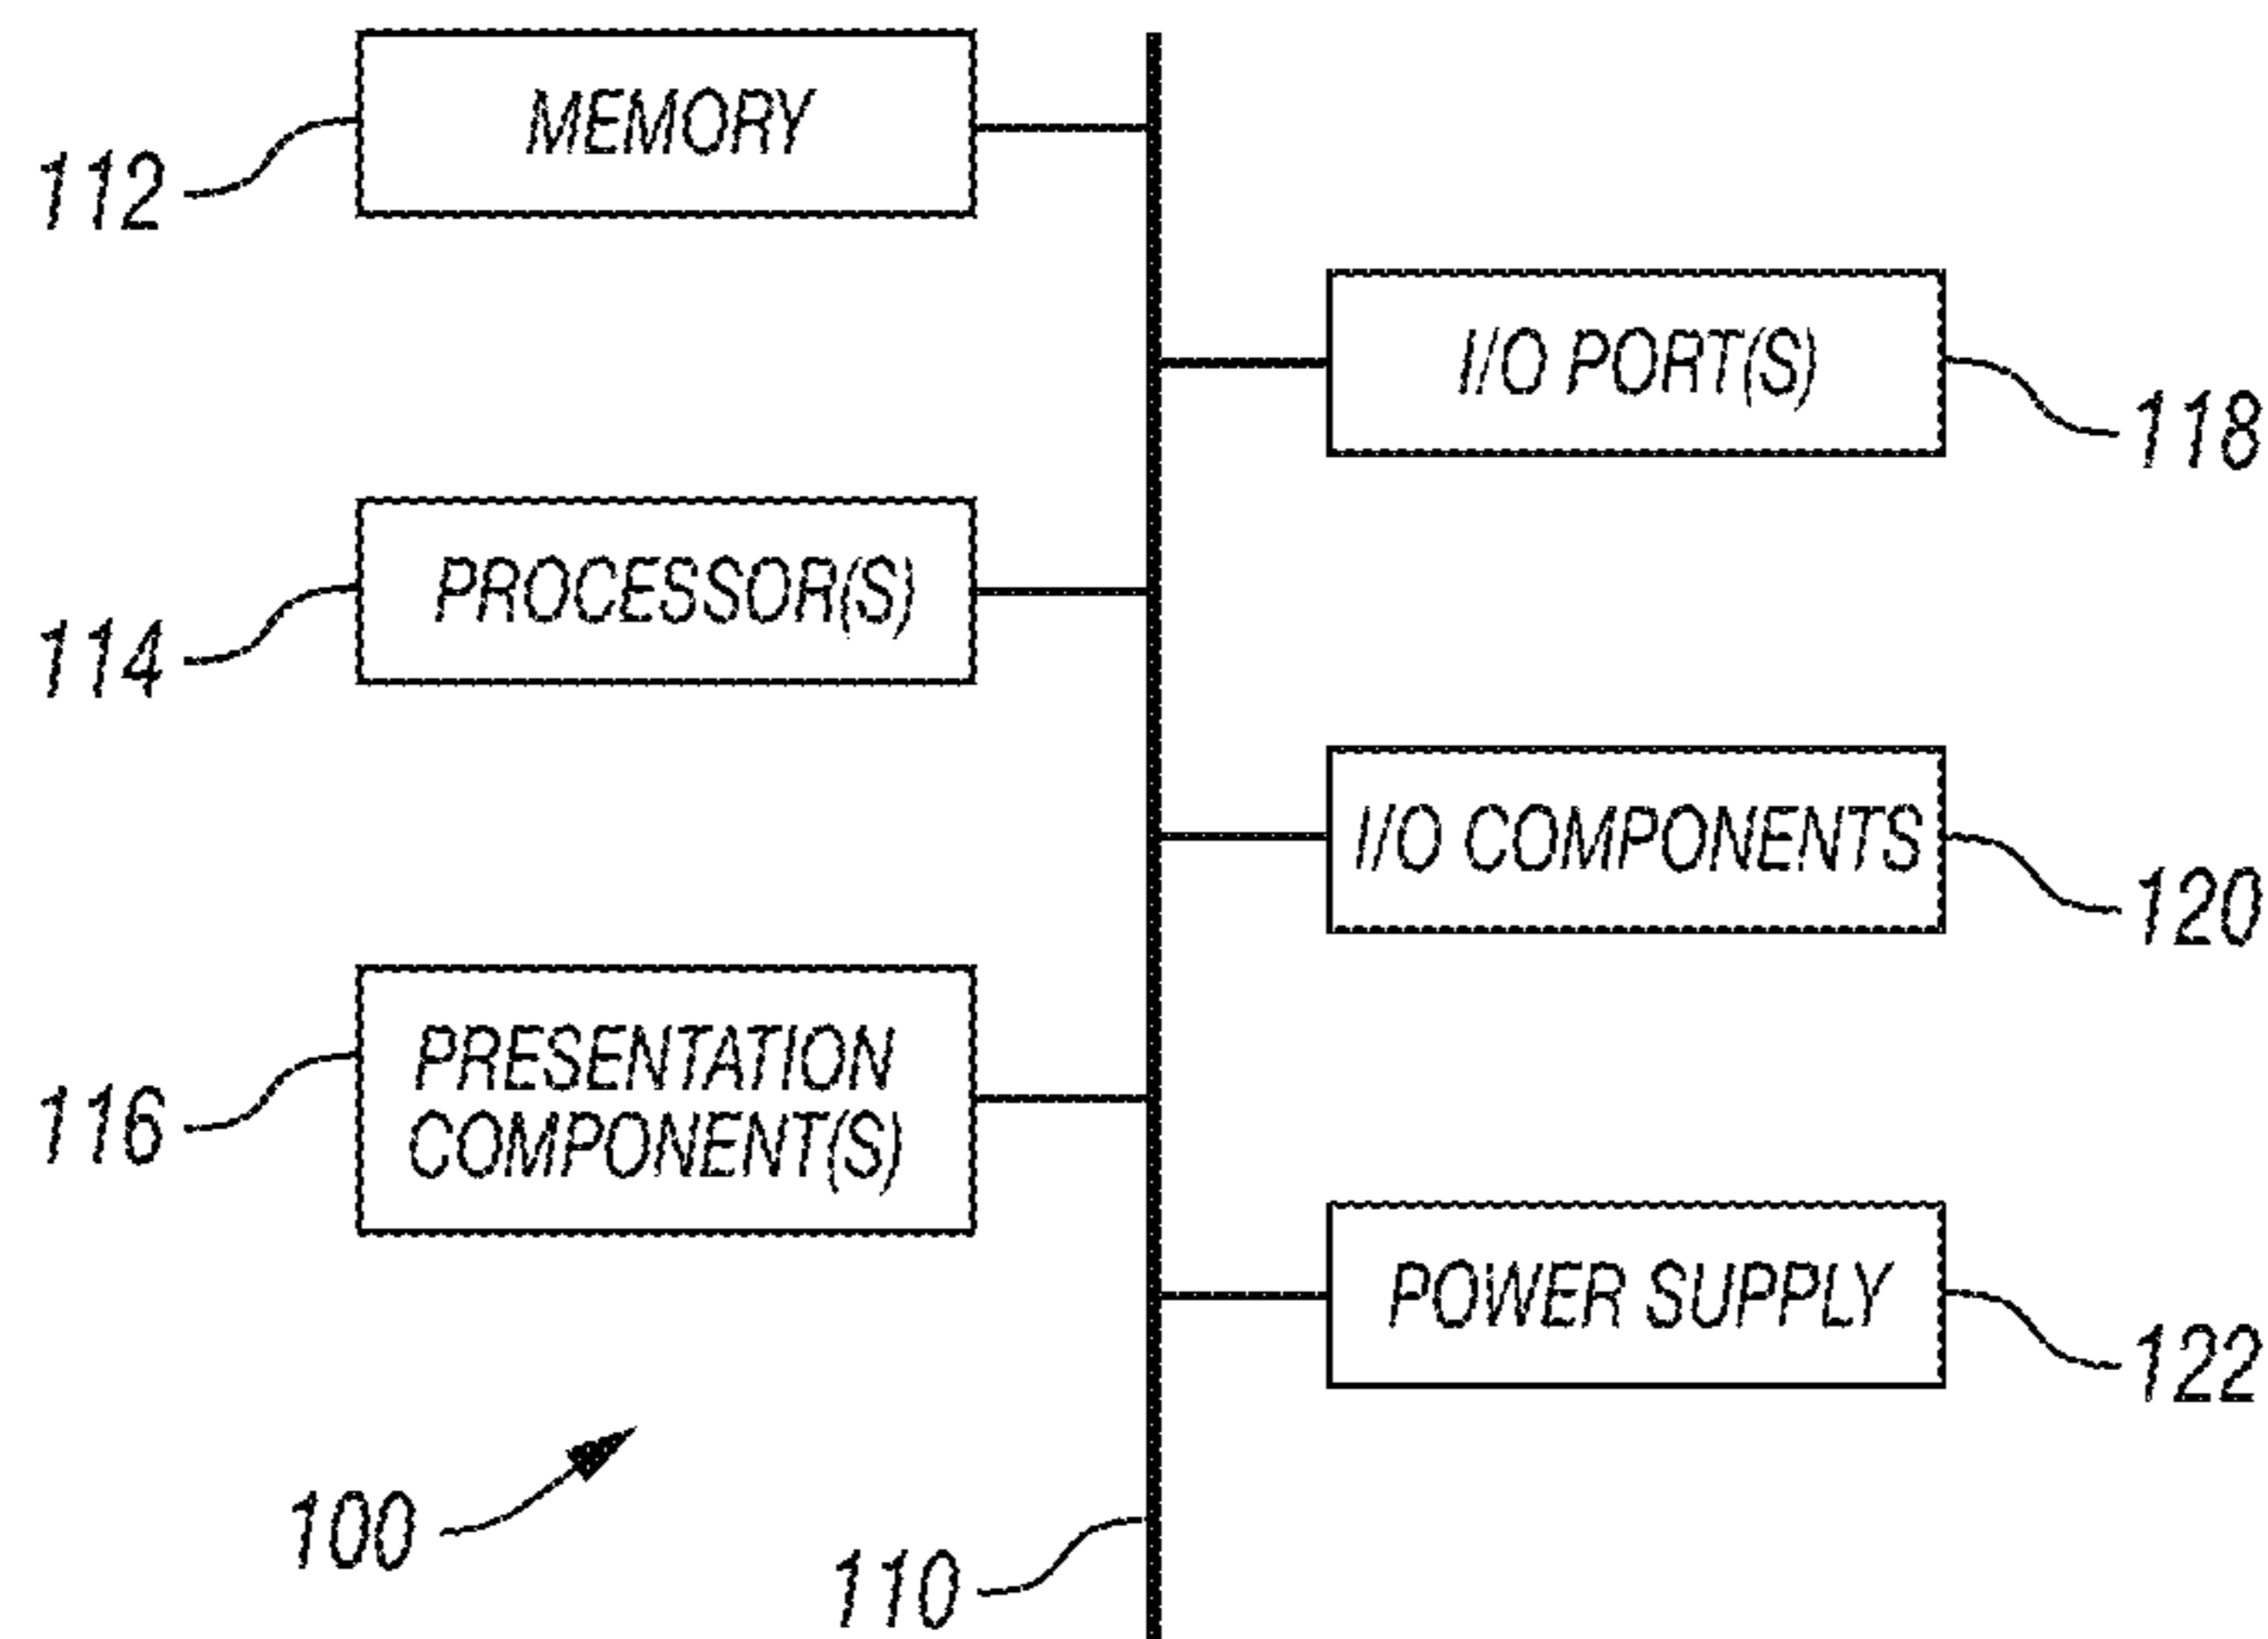 MEMORY
112
I/O PORT(S)
118
PROCESSOR(S)
114
I/O COMPONENTS
120
PRESENTATION
COMPONENT(S)
116
POWER SUPPLY
122
100
110